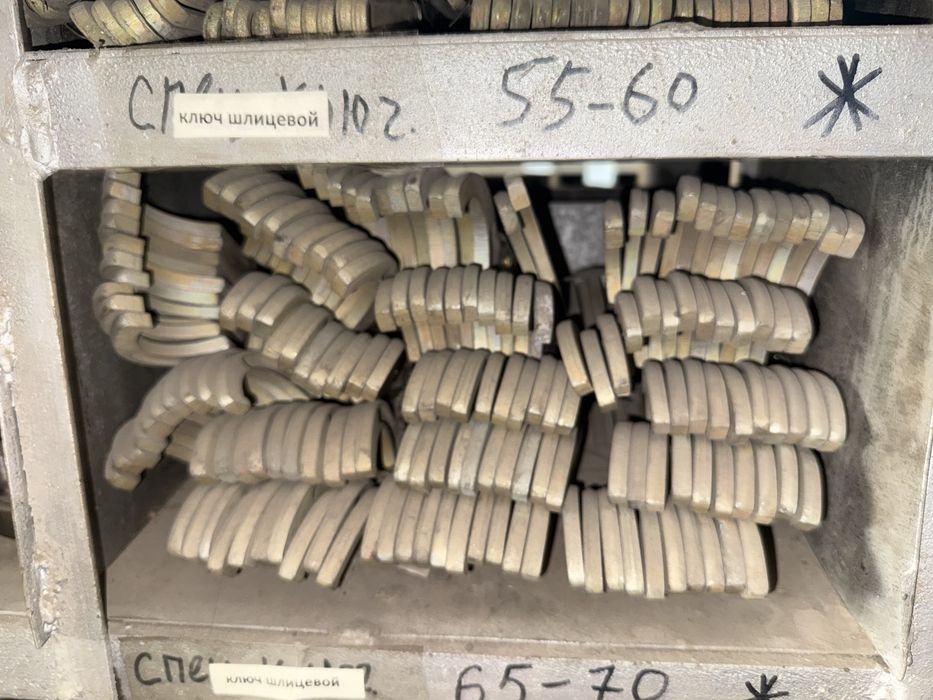 ключ шлицевой 55-60 *
ключ шлицевой 65-70 *